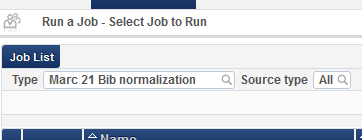 Run a Job - Select Job to Run
Job List
Type Marc 21 Bib normalization Source type All
Name